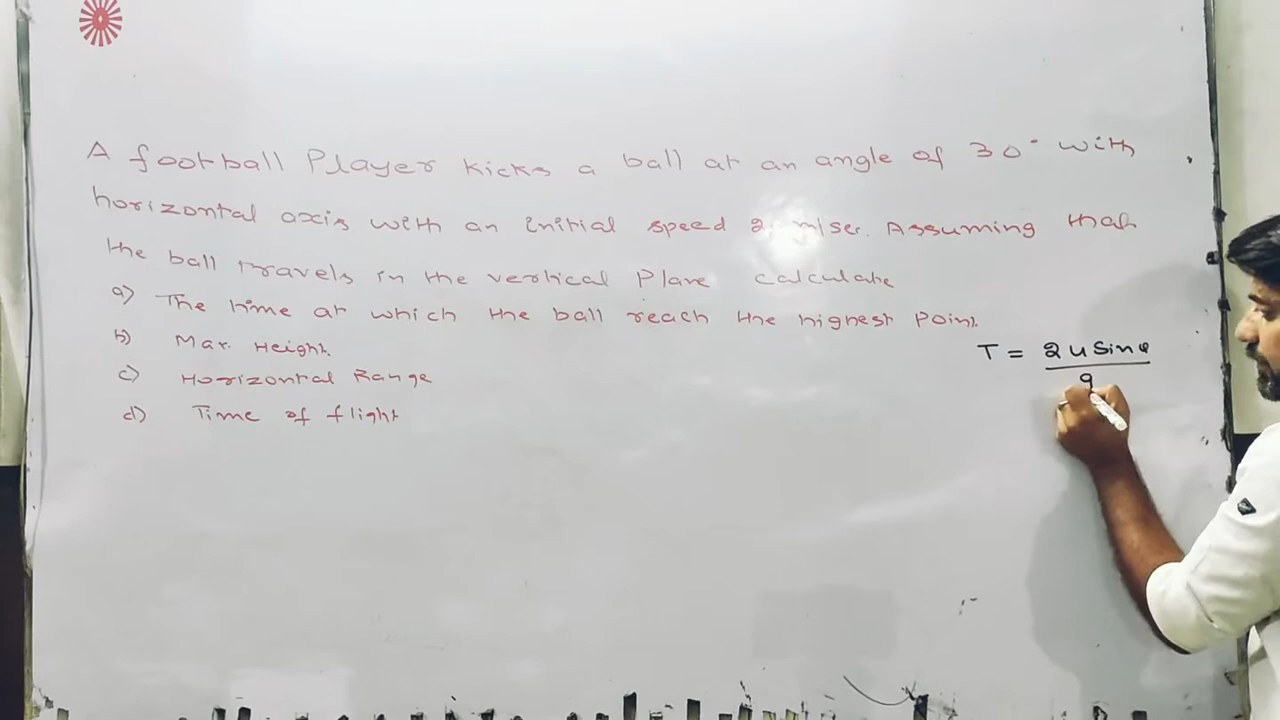 A football Player Kicks a ball at an angle of 30° with
horizontal axis with an initial speed m/sec. Assuming that
the ball travels in the vertical Plane calculate
a) The time at which the ball reach the highest Point.
b) Max. Height.
c) Horizontal Range
d) Time of flight
T = 2u Sinθ
g